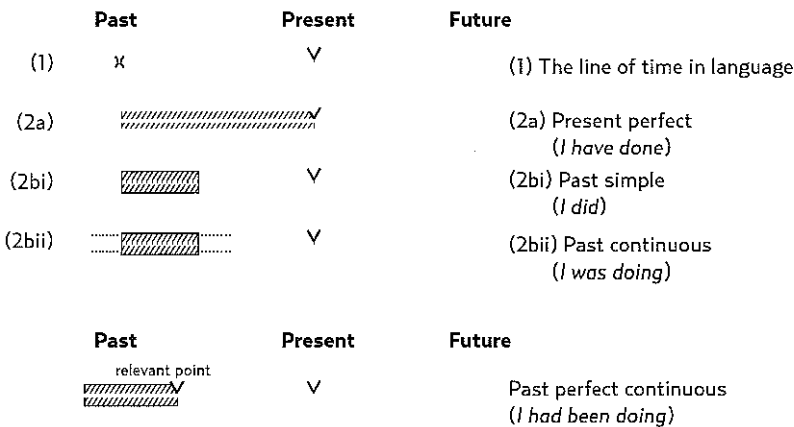 Past Present Future
(1) (1) The line of time in language
(2a) (2a) Present perfect
(I have done)
(2bi) (2bi) Past simple
(I did)
(2bii) (2bii) Past continuous
(I was doing)
Past Present Future
relevant point
Past perfect continuous
(I had been doing)